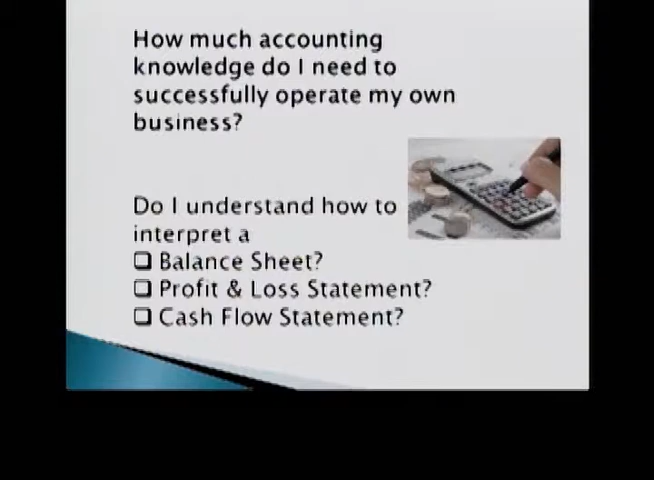 How much accounting
knowledge do I need to
successfully operate my own
business?
Do I understand how to
interpret a
❑ Balance Sheet?
❑ Profit & Loss Statement?
❑ Cash Flow Statement?